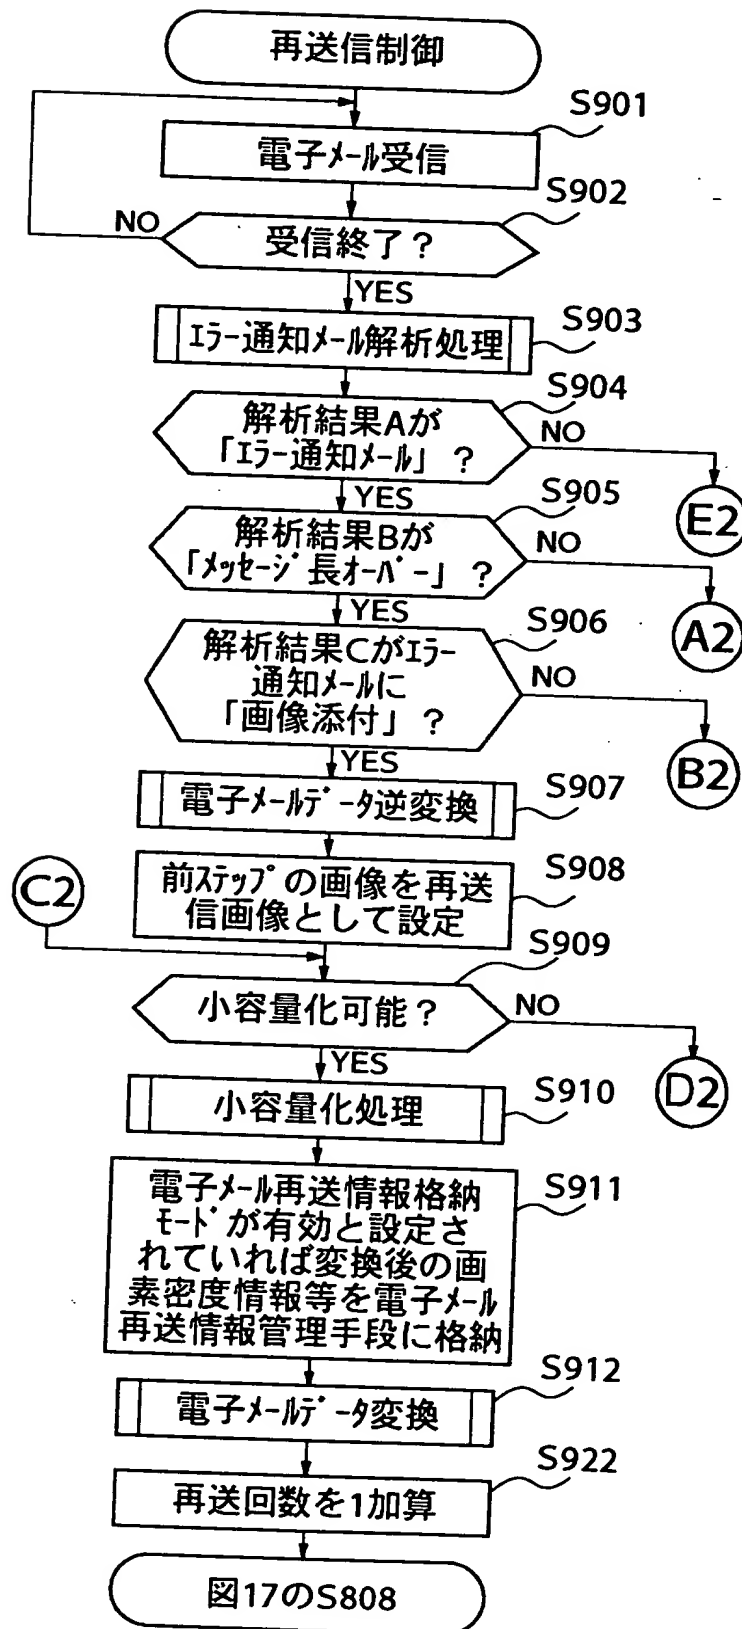 再送信制御
S901
電子メール受信
S902
NO
受信終了？
YES
S903
エラー通知メール解析処理
S904
解析結果Aが
「エラー通知メール」？
NO
E2
YES
S905
解析結果Bが
「メッセージ長オーバー」？
NO
A2
YES
S906
解析結果Cがエラー
通知メールに
「画像添付」？
NO
B2
YES
S907
電子メールデータ逆変換
S908
前ステップの画像を再送
信画像として設定
C2
S909
小容量化可能？
NO
D2
YES
S910
小容量化処理
S911
電子メール再送情報格納
モードが有効と設定さ
れていれば変換後の画
素密度情報等を電子メール
再送情報管理手段に格納
S912
電子メールデータ変換
S922
再送回数を1加算
図17のS808